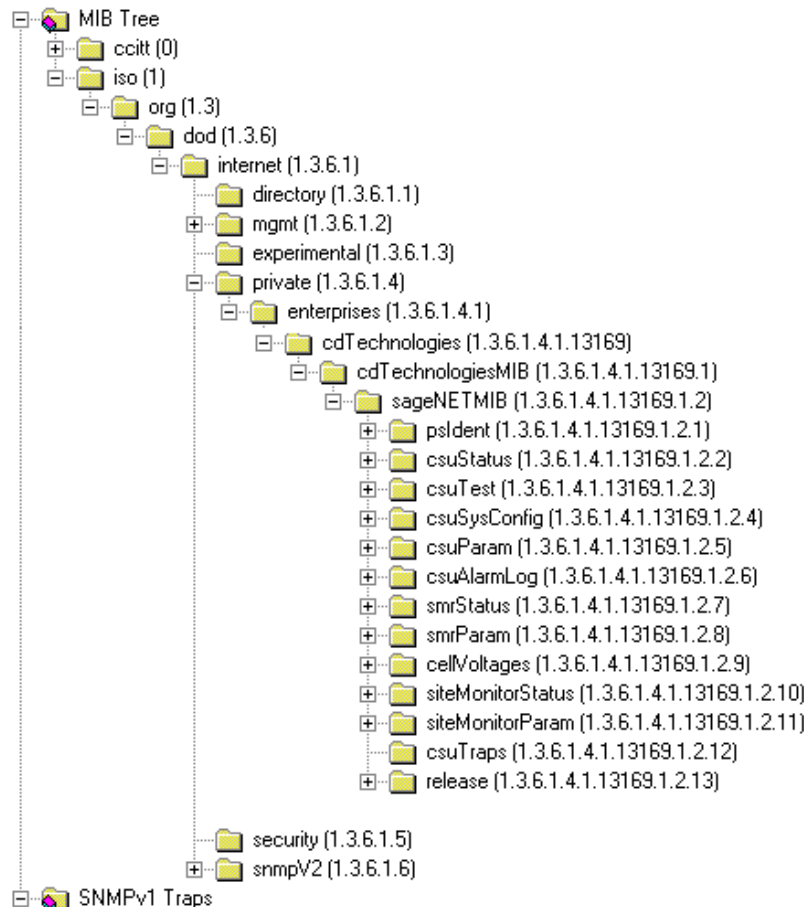 MIB Tree
ccitt (0)
iso (1)
org (1.3)
dod (1.3.6)
internet (1.3.6.1)
directory (1.3.6.1.1)
mgmt (1.3.6.1.2)
experimental (1.3.6.1.3)
private (1.3.6.1.4)
enterprises (1.3.6.1.4.1)
cdTechnologies (1.3.6.1.4.1.13169)
cdTechnologiesMIB (1.3.6.1.4.1.13169.1)
sageNETMIB (1.3.6.1.4.1.13169.1.2)
psIdent (1.3.6.1.4.1.13169.1.2.1)
csuStatus (1.3.6.1.4.1.13169.1.2.2)
csuTest (1.3.6.1.4.1.13169.1.2.3)
csuSysConfig (1.3.6.1.4.1.13169.1.2.4)
csuParam (1.3.6.1.4.1.13169.1.2.5)
csuAlarmLog (1.3.6.1.4.1.13169.1.2.6)
smrStatus (1.3.6.1.4.1.13169.1.2.7)
smrParam (1.3.6.1.4.1.13169.1.2.8)
cellVoltages (1.3.6.1.4.1.13169.1.2.9)
siteMonitorStatus (1.3.6.1.4.1.13169.1.2.10)
siteMonitorParam (1.3.6.1.4.1.13169.1.2.11)
csuTraps (1.3.6.1.4.1.13169.1.2.12)
release (1.3.6.1.4.1.13169.1.2.13)
security (1.3.6.1.5)
snmpV2 (1.3.6.1.6)
SNMPv1 Traps